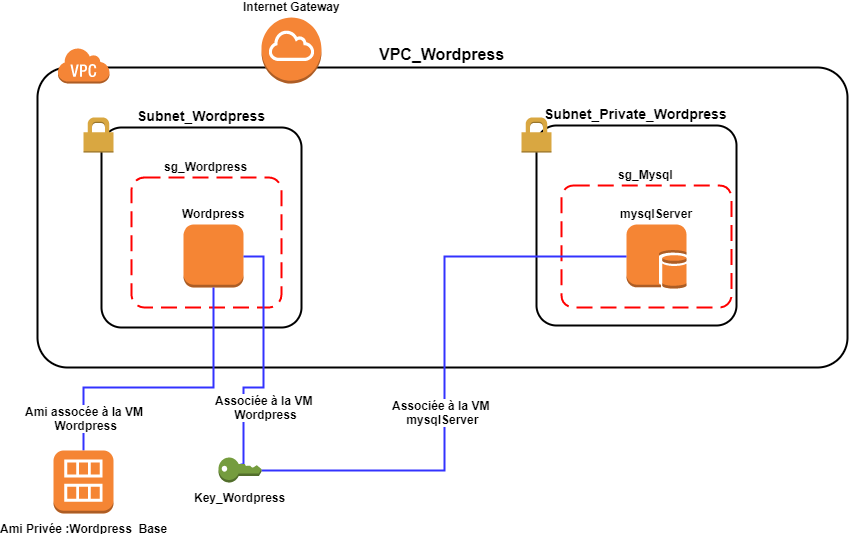 Internet Gateway
VPC_Wordpress
VPC
Subnet_Wordpress
Subnet_Private_Wordpress
sg_Wordpress
sg_Mysql
Wordpress
mysqlServer
Associée à la VM
Wordpress
Associée à la VM
mysqlServer
Ami associée à la VM
Wordpress
Key_Wordpress
Ami Privée :Wordpress_Base